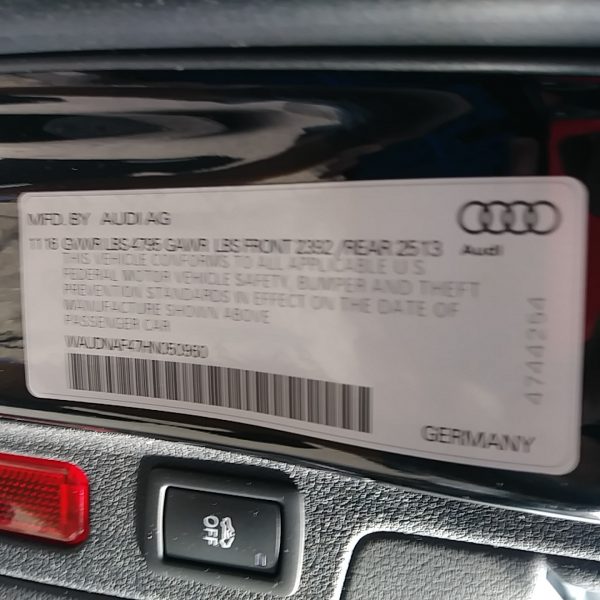 MFD. BY AUDI AG
11 16 GVWR LBS 4795 GAWR LBS FRONT 2392 / REAR 2513
Audi
THIS VEHICLE CONFORMS TO ALL APPLICABLE U.S.
FEDERAL MOTOR VEHICLE SAFETY, BUMPER AND THEFT
PREVENTION STANDARDS IN EFFECT ON THE DATE OF
MANUFACTURE SHOWN ABOVE
PASSENGER CAR
WAUDNAF47HN050960
4744264
GERMANY
OFF